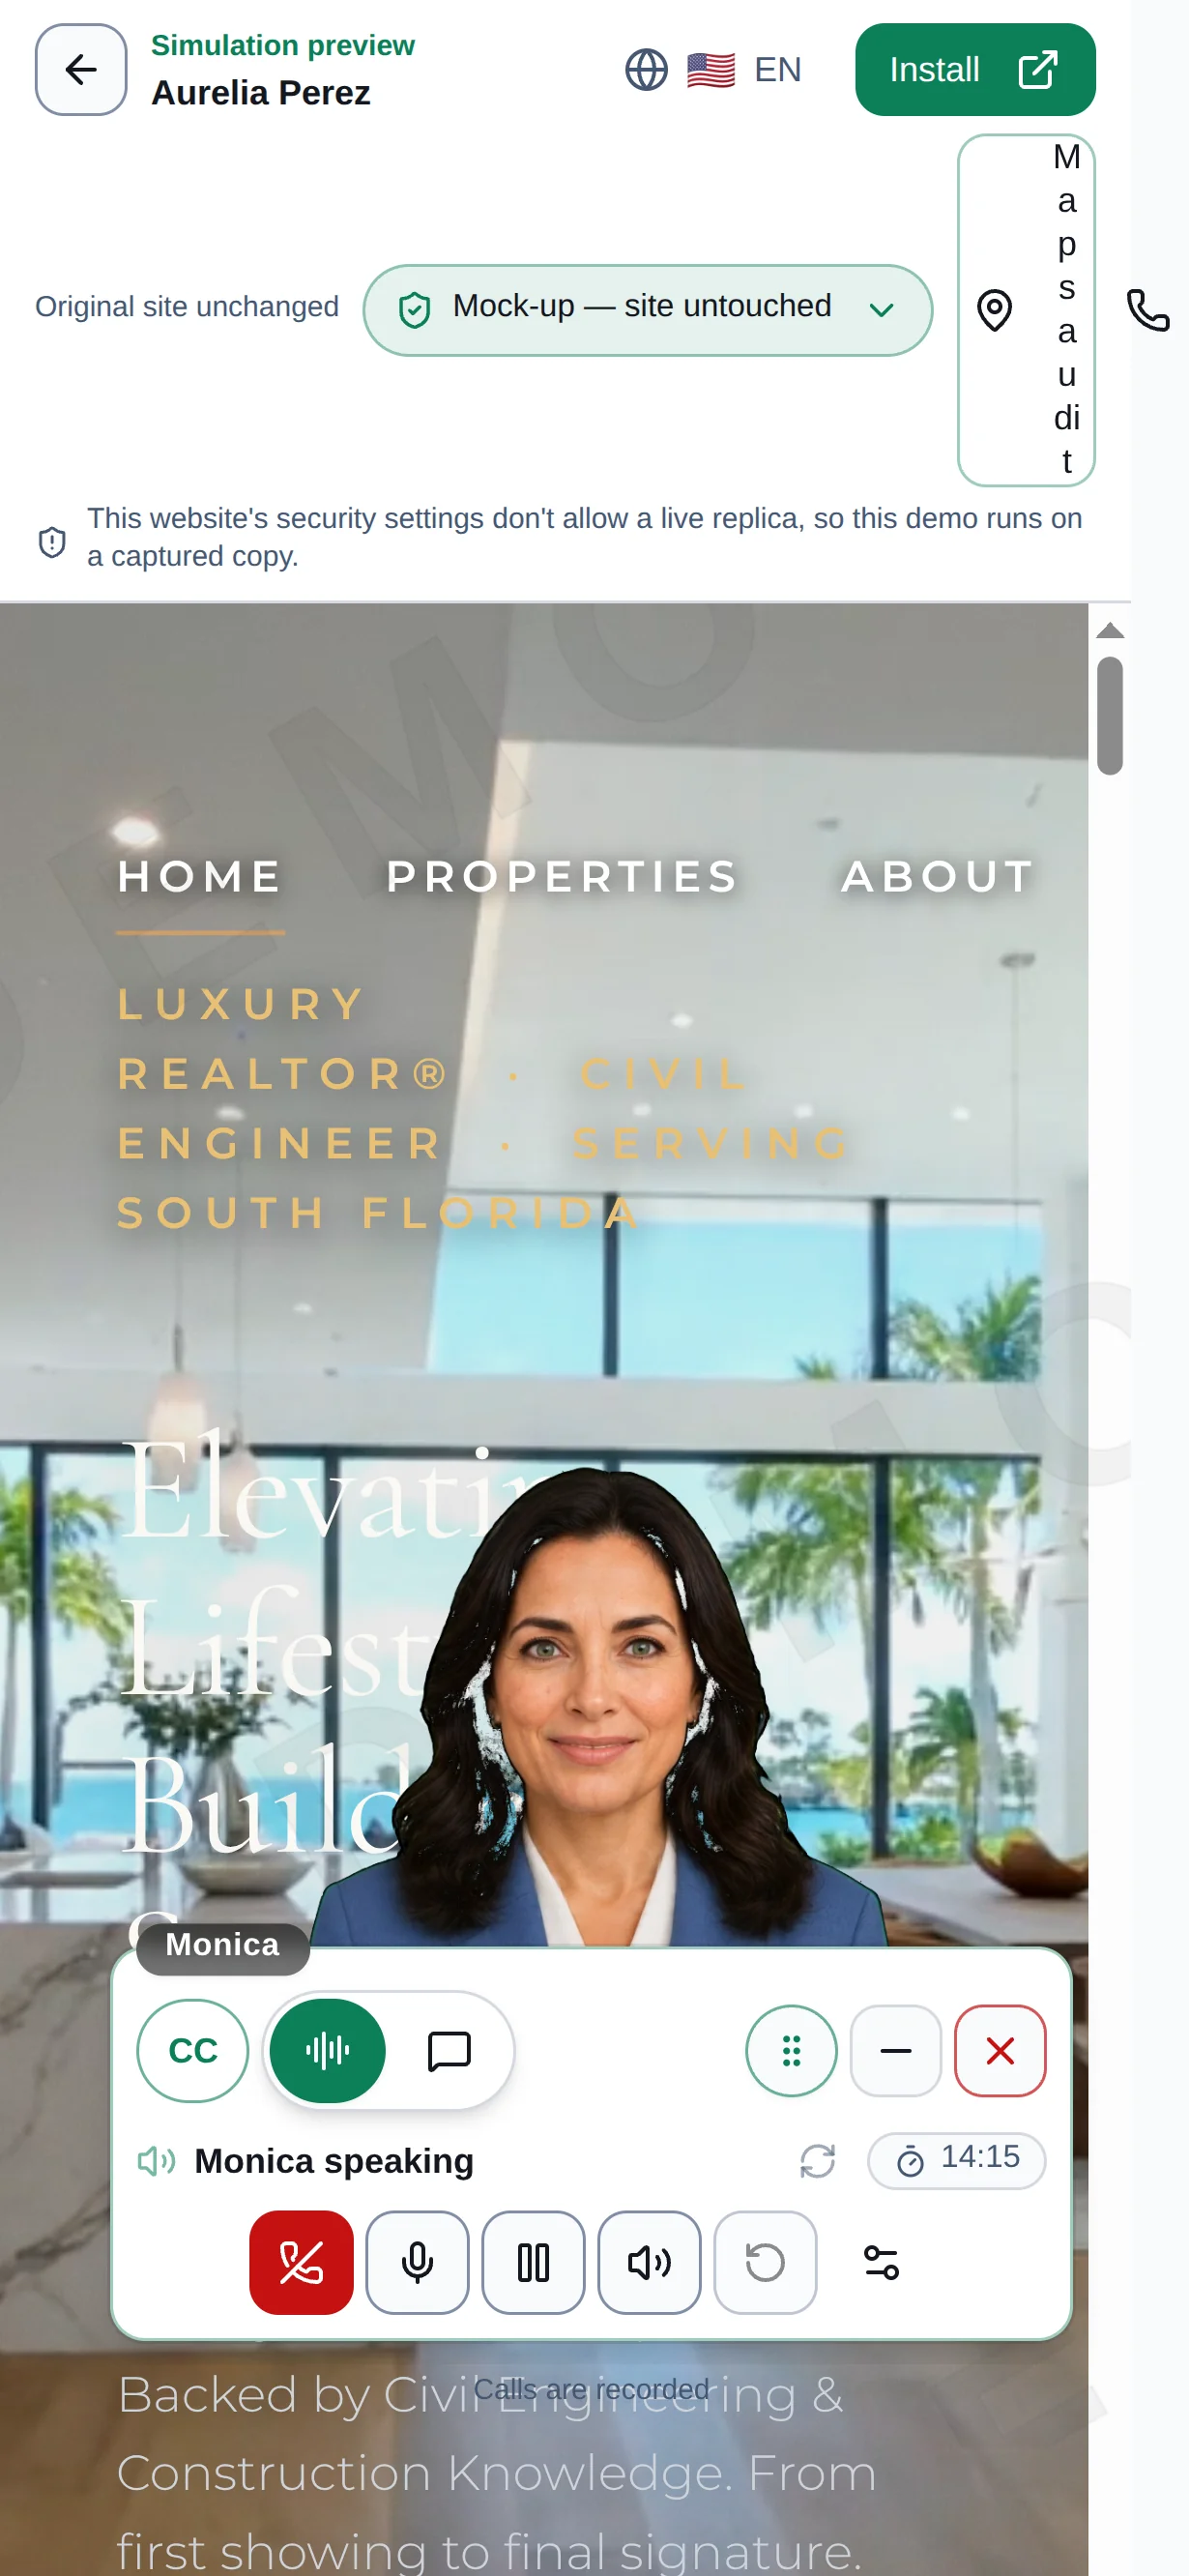 Simulation preview
Aurelia Perez
🇺🇸 EN
Install
Original site unchanged
Mock-up — site untouched
Maps audit
This website's security settings don't allow a live replica, so this demo runs on
a captured copy.
DEMO
HOME PROPERTIES ABOUT
LUXURY
REALTOR® · CIVIL
ENGINEER · SERVING
SOUTH FLORIDA
Elevatin
Lifest
Build
Monica
CC
Monica speaking
14:15
Calls are recorded
Backed by Civil Engineering &
Construction Knowledge. From
first showing to final signature.